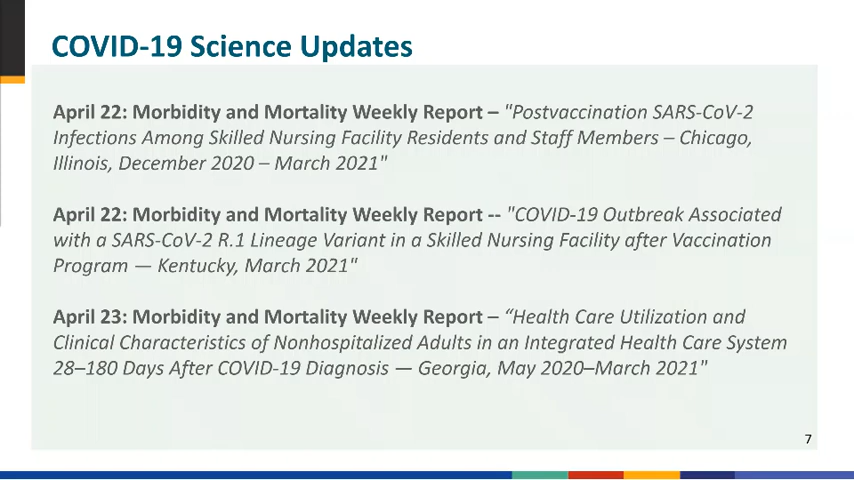 COVID-19 Science Updates
April 22: Morbidity and Mortality Weekly Report – "Postvaccination SARS-CoV-2
Infections Among Skilled Nursing Facility Residents and Staff Members – Chicago,
Illinois, December 2020 – March 2021"
April 22: Morbidity and Mortality Weekly Report -- "COVID-19 Outbreak Associated
with a SARS-CoV-2 R.1 Lineage Variant in a Skilled Nursing Facility after Vaccination
Program — Kentucky, March 2021"
April 23: Morbidity and Mortality Weekly Report – “Health Care Utilization and
Clinical Characteristics of Nonhospitalized Adults in an Integrated Health Care System
28–180 Days After COVID-19 Diagnosis — Georgia, May 2020–March 2021"
7